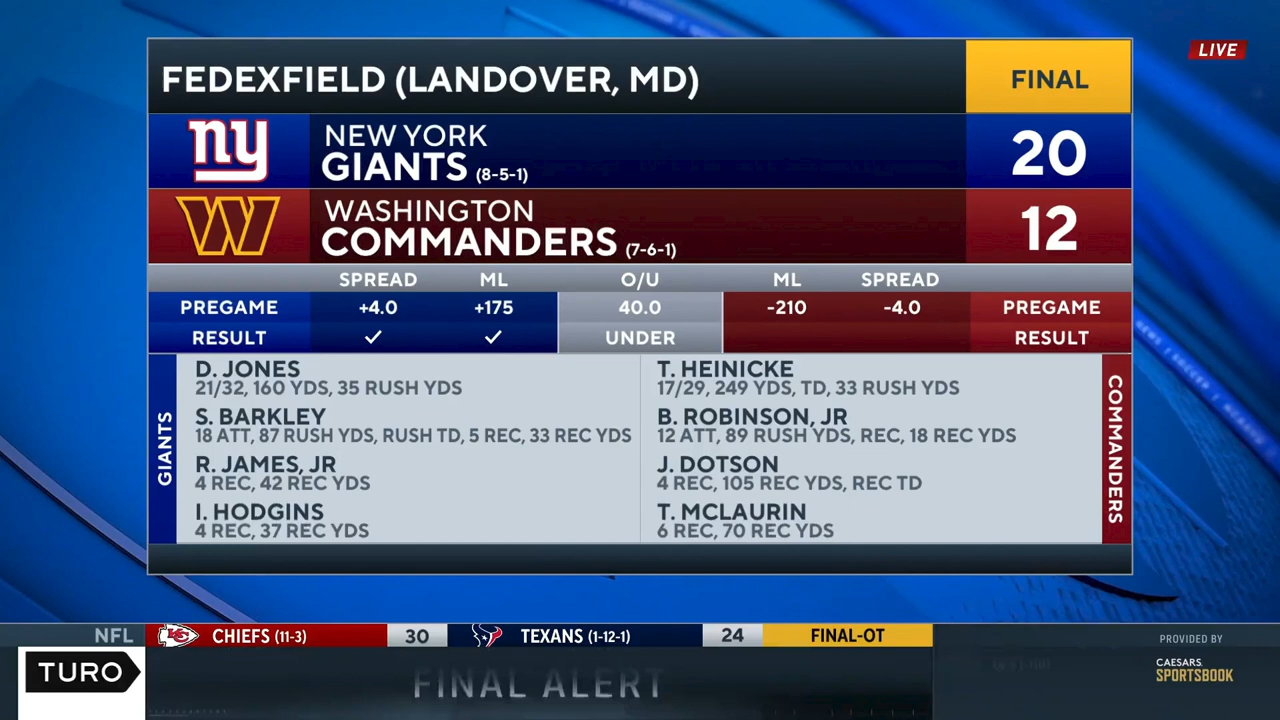 LIVE
FEDEXFIELD (LANDOVER, MD)
FINAL
ny
NEW YORK
GIANTS (8-5-1)
20
W
WASHINGTON
COMMANDERS (7-6-1)
12
SPREAD ML O/U ML SPREAD
PREGAME +4.0 +175 40.0 -210 -4.0 PREGAME
RESULT ✓ ✓ UNDER RESULT
GIANTS
D. JONES
21/32, 160 YDS, 35 RUSH YDS
S. BARKLEY
18 ATT, 87 RUSH YDS, RUSH TD, 5 REC, 33 REC YDS
R. JAMES, JR
4 REC, 42 REC YDS
I. HODGINS
4 REC, 37 REC YDS
T. HEINICKE
17/29, 249 YDS, TD, 33 RUSH YDS
B. ROBINSON, JR
12 ATT, 89 RUSH YDS, REC, 18 REC YDS
J. DOTSON
4 REC, 105 REC YDS, REC TD
T. MCLAURIN
6 REC, 70 REC YDS
COMMANDERS
NFL CHIEFS (11-3) 30 TEXANS (1-12-1) 24 FINAL-OT
TURO
FINAL ALERT
PROVIDED BY
CAESARS
SPORTSBOOK